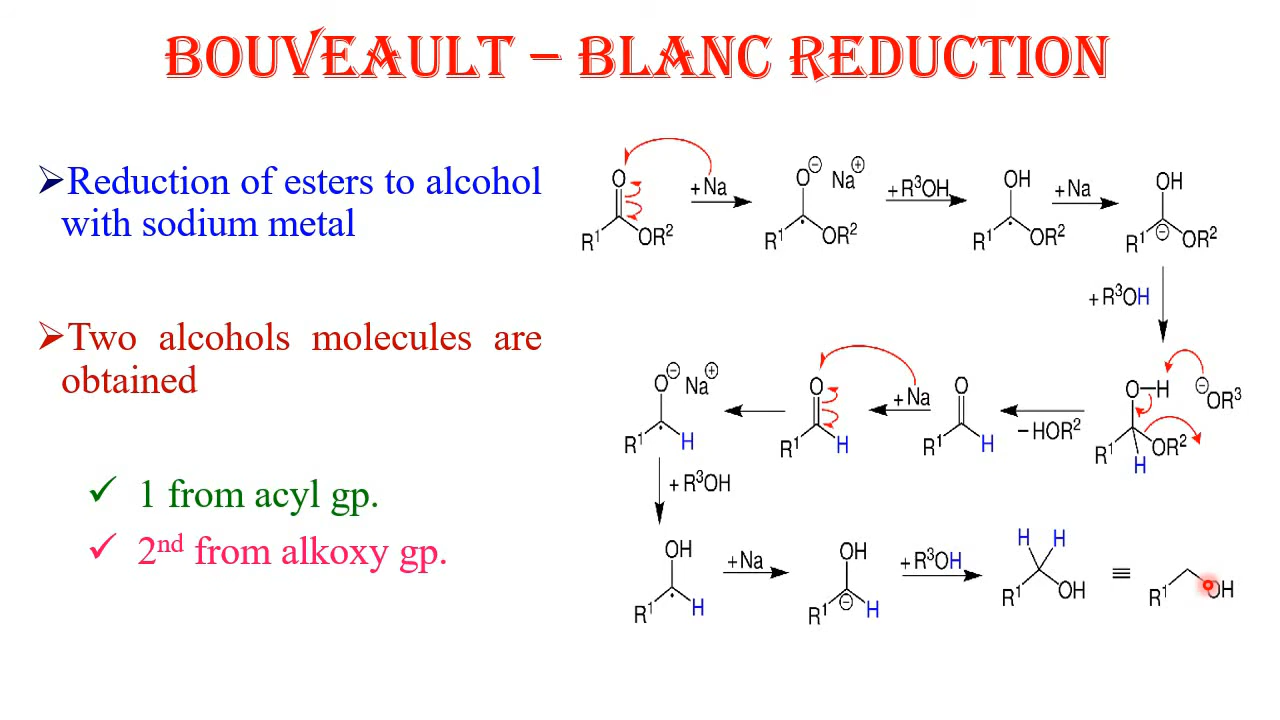 BOUVEAULT – BLANC REDUCTION
➢Reduction of esters to alcohol
with sodium metal
➢Two alcohols molecules are
obtained
✓ 1 from acyl gp.
✓ 2nd from alkoxy gp.
O R¹ OR² +Na O⊖ Na⊕ R¹ OR² +R³OH OH R¹ OR² +Na OH R¹ ⊖ OR²
+R³OH
O⊖ Na⊕ R¹ H O R¹ H +Na O R¹ H −HOR² O−H R¹ OR² H ⊖OR³
+R³OH
OH R¹ H +Na OH R¹ ⊖ H +R³OH H H R¹ OH ≡ R¹ OH